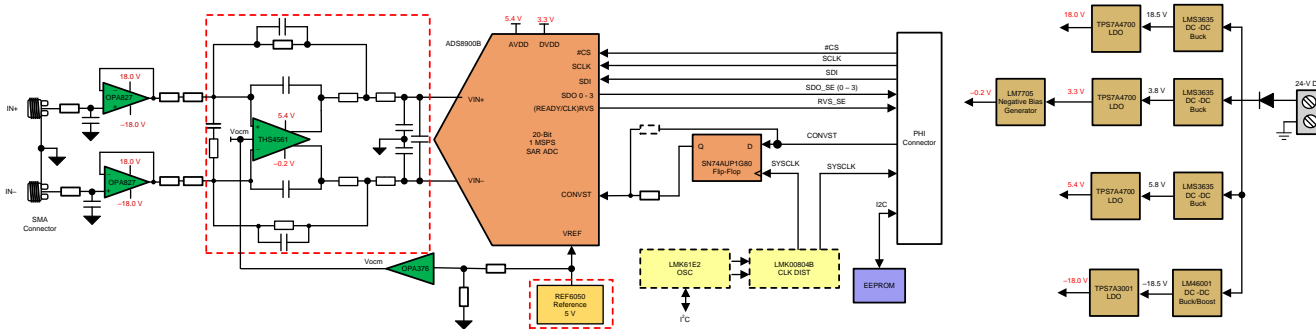 IN+
IN–
SMA
Connector
18.0 V
OPA827
–18.0 V
18.0 V
OPA827
–18.0 V
Vocm
5.4 V
THS4561
–0.2 V
Vocm
OPA376
ADS8900B
5.4 V
3.3 V
AVDD
DVDD
#CS
SCLK
SDI
SDO 0 - 3
(READY/CLK)RVS
VIN+
20-Bit
1 MSPS
SAR ADC
VIN–
CONVST
VREF
REF6050
Reference
5 V
#CS
SCLK
SDI
SDO_SE (0 – 3)
RVS_SE
CONVST
Q
D
SN74AUP1G80
Flip-Flop
SYSCLK
SYSCLK
PHI
Connector
I2C
LMK61E2
OSC
LMK00804B
CLK DIST
EEPROM
I2C
18.0 V
TPS7A4700
LDO
18.5 V
LMS3635
DC -DC
Buck
–0.2 V
LM7705
Negative Bias
Generator
3.3 V
TPS7A4700
LDO
3.8 V
LMS3635
DC -DC
Buck
5.4 V
TPS7A4700
LDO
5.8 V
LMS3635
DC -DC
Buck
–18.0 V
TPS7A3001
LDO
–18.5 V
LM46001
DC -DC
Buck/Boost
24-V D